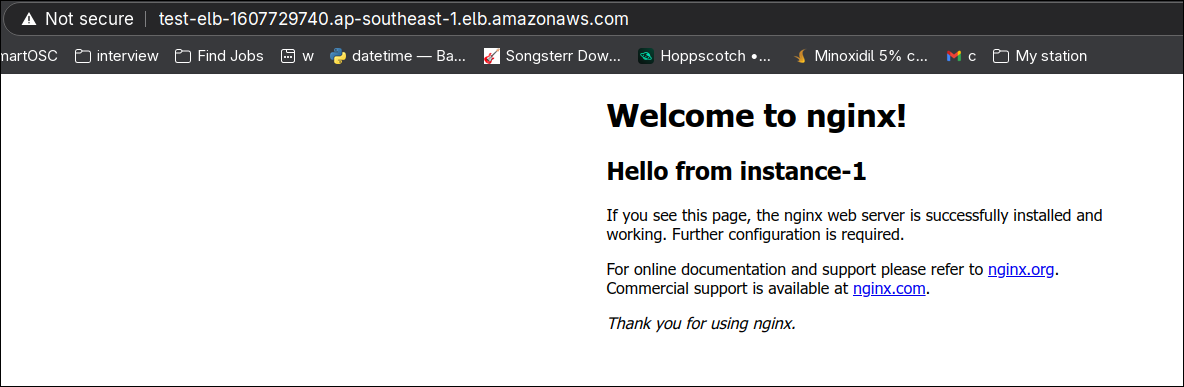 Not secure test-elb-1607729740.ap-southeast-1.elb.amazonaws.com
martOSC interview Find Jobs w datetime — Ba... Songsterr Dow... Hoppscotch •... Minoxidil 5% c... c My station
Welcome to nginx!
Hello from instance-1
If you see this page, the nginx web server is successfully installed and
working. Further configuration is required.
For online documentation and support please refer to nginx.org.
Commercial support is available at nginx.com.
Thank you for using nginx.